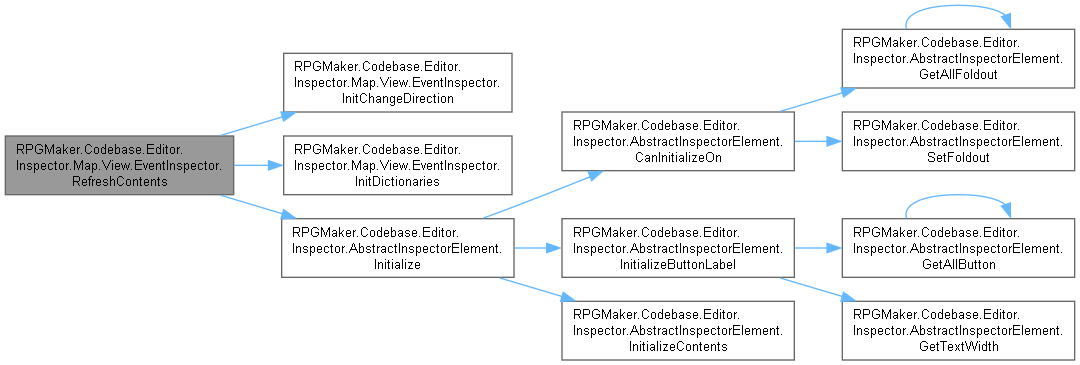 RPGMaker.Codebase.Editor.
Inspector.Map.View.EventInspector.
RefreshContents
RPGMaker.Codebase.Editor.
Inspector.Map.View.EventInspector.
InitChangeDirection
RPGMaker.Codebase.Editor.
Inspector.Map.View.EventInspector.
InitDictionaries
RPGMaker.Codebase.Editor.
Inspector.AbstractInspectorElement.
Initialize
RPGMaker.Codebase.Editor.
Inspector.AbstractInspectorElement.
CanInitializeOn
RPGMaker.Codebase.Editor.
Inspector.AbstractInspectorElement.
InitializeButtonLabel
RPGMaker.Codebase.Editor.
Inspector.AbstractInspectorElement.
InitializeContents
RPGMaker.Codebase.Editor.
Inspector.AbstractInspectorElement.
GetAllFoldout
RPGMaker.Codebase.Editor.
Inspector.AbstractInspectorElement.
SetFoldout
RPGMaker.Codebase.Editor.
Inspector.AbstractInspectorElement.
GetAllButton
RPGMaker.Codebase.Editor.
Inspector.AbstractInspectorElement.
GetTextWidth